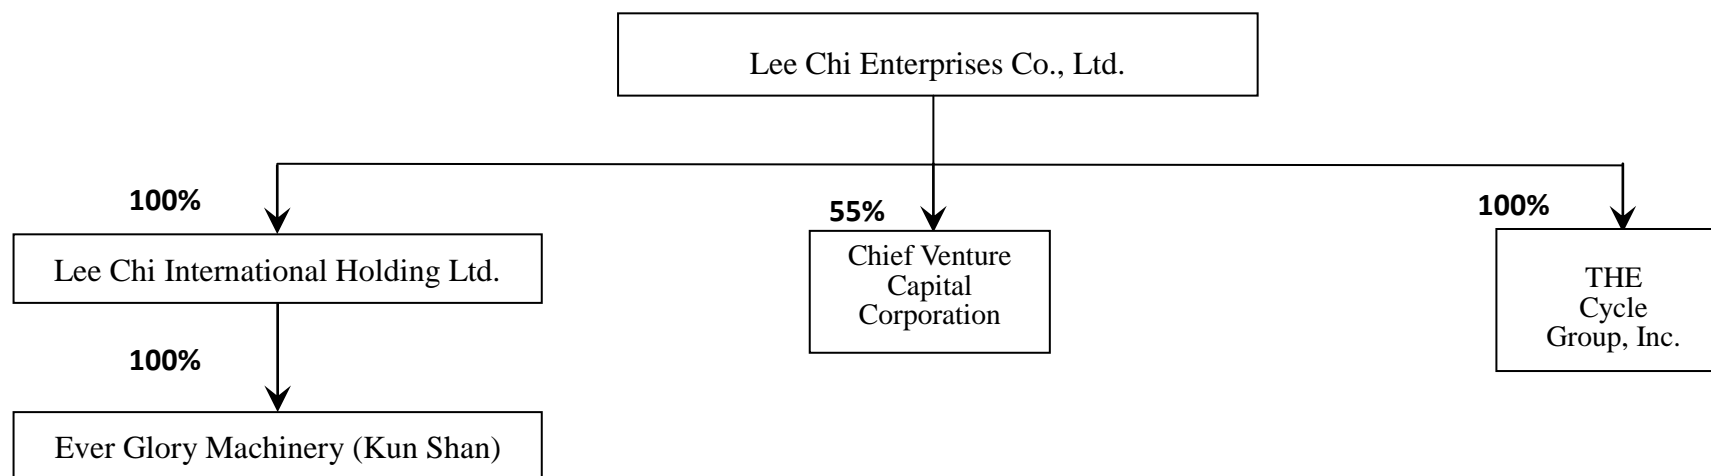 Lee Chi Enterprises Co., Ltd.
100%
55%
100%
Lee Chi International Holding Ltd.
Chief Venture
Capital
Corporation
THE
Cycle
Group, Inc.
100%
Ever Glory Machinery (Kun Shan)